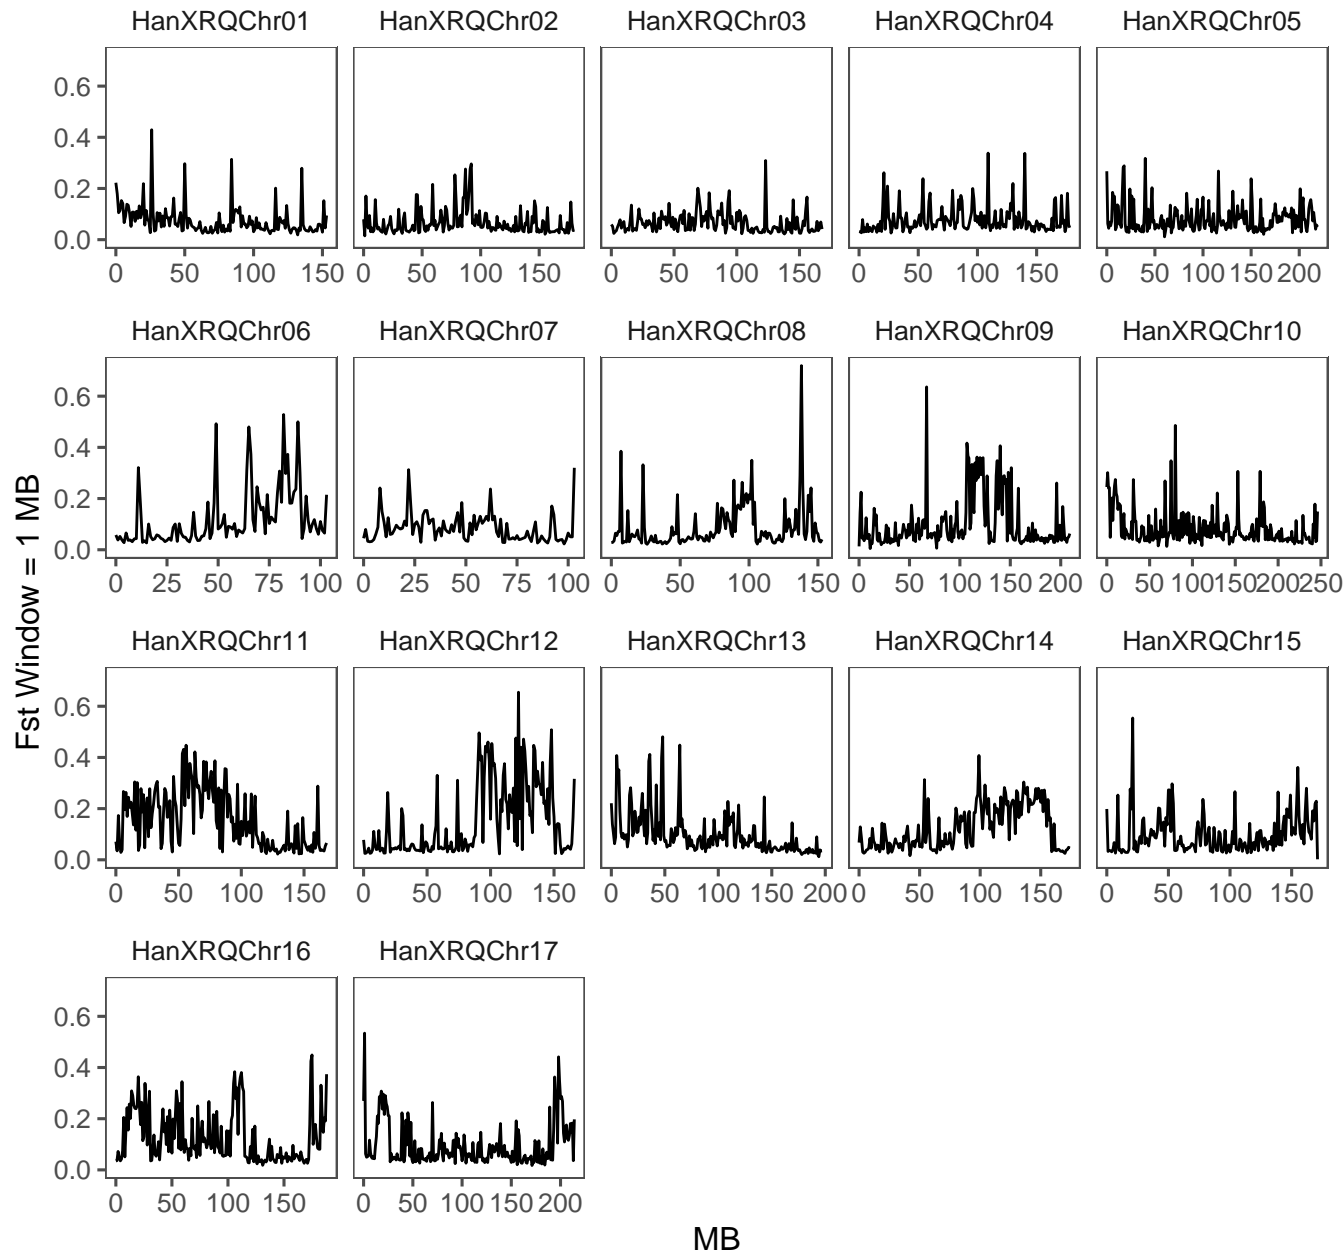 HanXRQChr01 HanXRQChr02 HanXRQChr03 HanXRQChr04 HanXRQChr05
0.6
0.4
0.2
0.0
0 50 100 150 0 50 100 150 0 50 100 150 0 50 100 150 0 50 100 150 200
HanXRQChr06 HanXRQChr07 HanXRQChr08 HanXRQChr09 HanXRQChr10
0.6
0.4
0.2
0.0
0 25 50 75 100 0 25 50 75 100 0 50 100 150 0 50 100 150 200 0 50 100 150 200 250
Fst Window = 1 MB
HanXRQChr11 HanXRQChr12 HanXRQChr13 HanXRQChr14 HanXRQChr15
0.6
0.4
0.2
0.0
0 50 100 150 0 50 100 150 0 50 100 150 200 0 50 100 150 0 50 100 150
HanXRQChr16 HanXRQChr17
0.6
0.4
0.2
0.0
0 50 100 150 0 50 100 150 200
MB